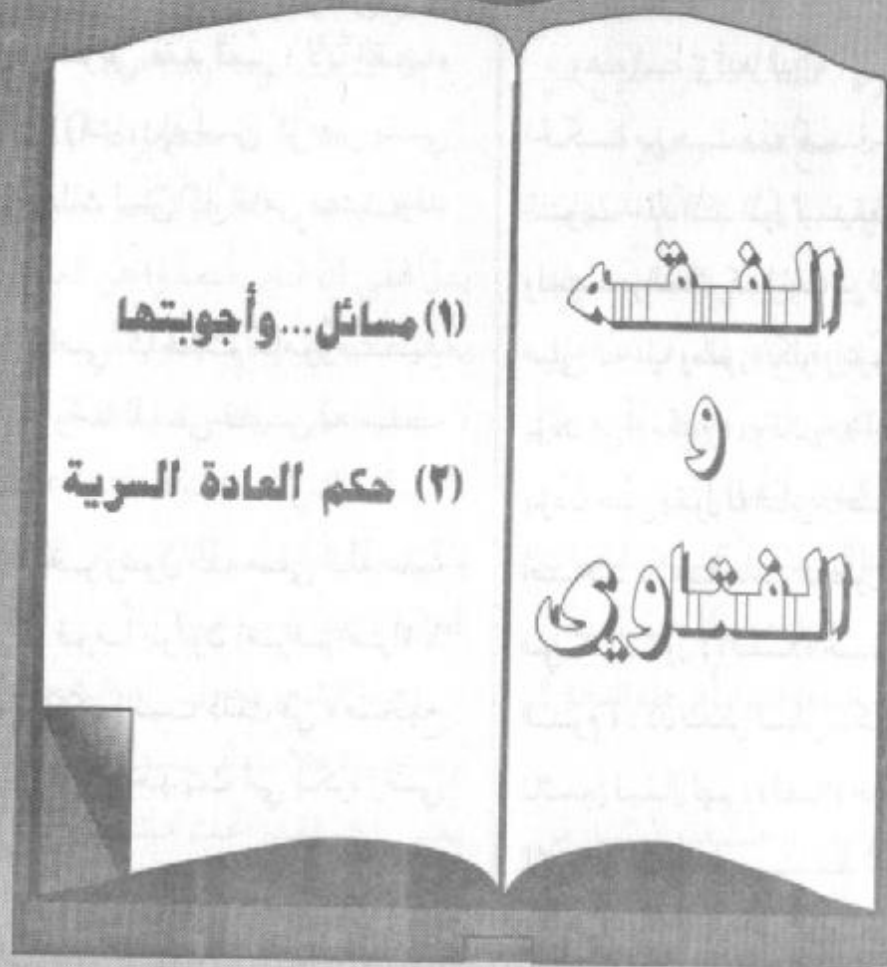 الفقه
و
الفتاوى
(١) مسائل...وأجوبتها
(٢) حكم العادة السرية